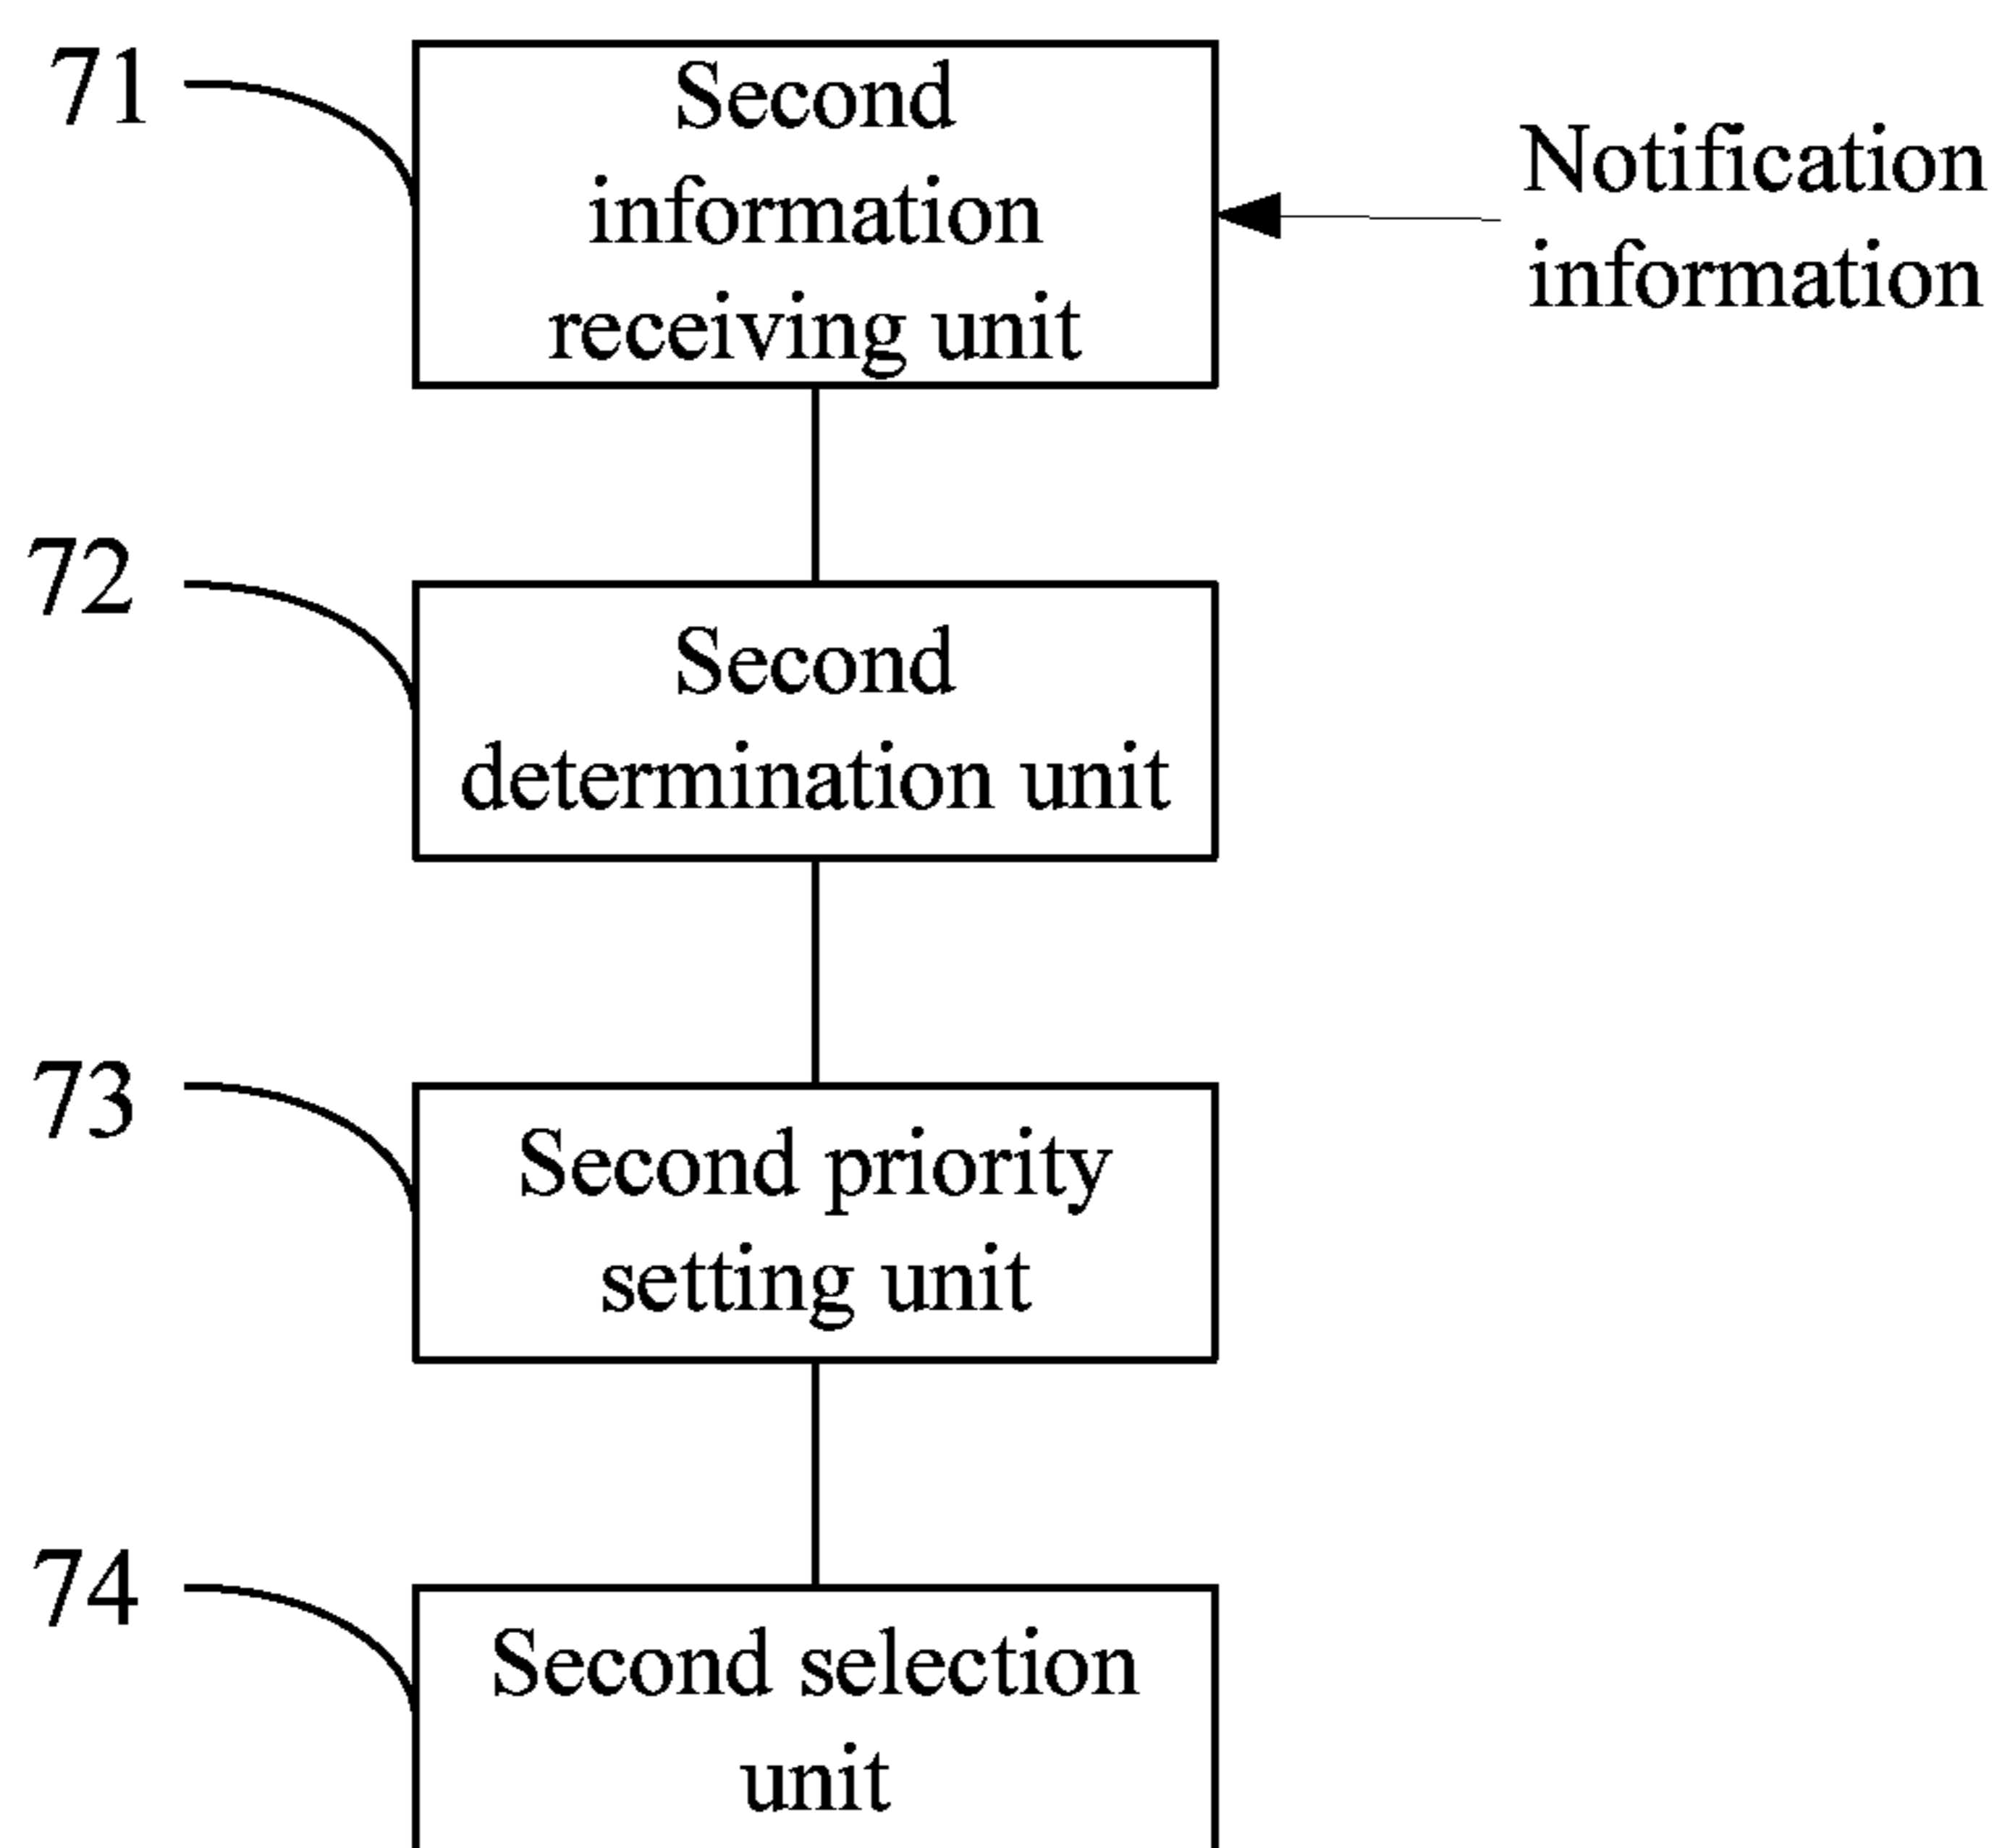 71
Second
information
receiving unit
Notification
information
72
Second
determination unit
73
Second priority
setting unit
74
Second selection
unit